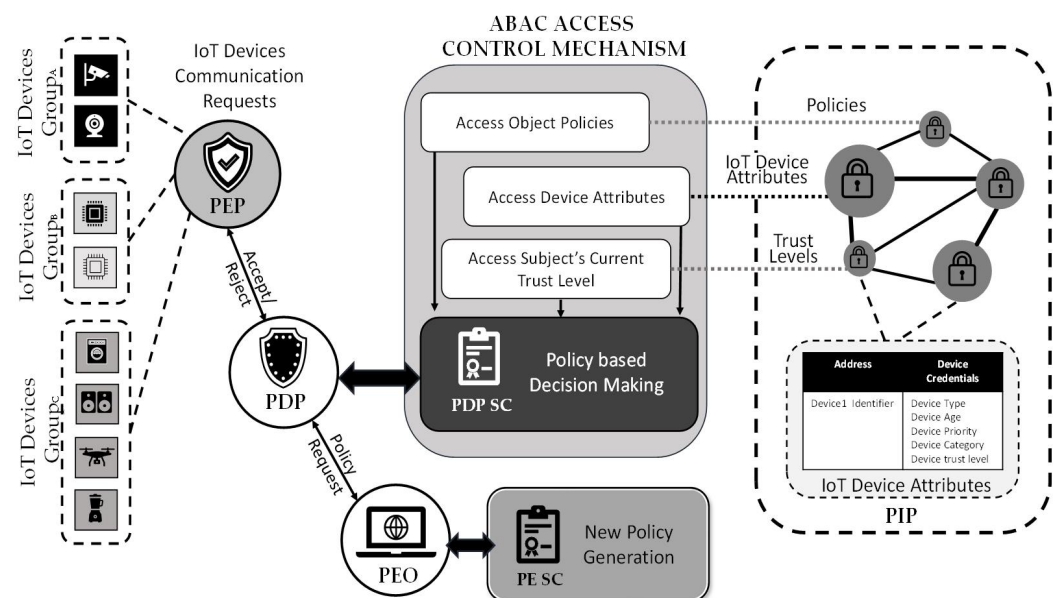 ABAC ACCESS
CONTROL MECHANISM
IoT Devices
Group A
IoT Devices
Communication
Requests
PEP
IoT Devices
Group B
IoT Devices
Group C
Accept/
Reject
PDP
Policy
Request
PEO
Access Object Policies
Access Device Attributes
Access Subject's Current
Trust Level
Policy based
Decision Making
PDP SC
New Policy
Generation
PE SC
Policies
IoT Device
Attributes
Trust
Levels
Address
Device
Credentials
Device1 Identifier
Device Type
Device Age
Device Priority
Device Category
Device trust level
IoT Device Attributes
PIP